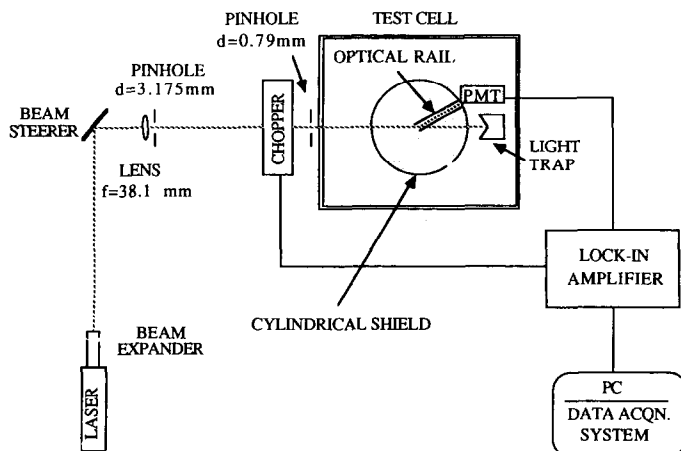 TEST CELL
PINHOLE
d=0.79mm
OPTICAL RAIL
PINHOLE
d=3.175mm
PMT
BEAM
STEERER
CHOPPER
LIGHT
TRAP
LENS
f=38.1 mm
LOCK-IN
AMPLIFIER
CYLINDRICAL SHIELD
BEAM
EXPANDER
LASER
PC
DATA ACQN.
SYSTEM